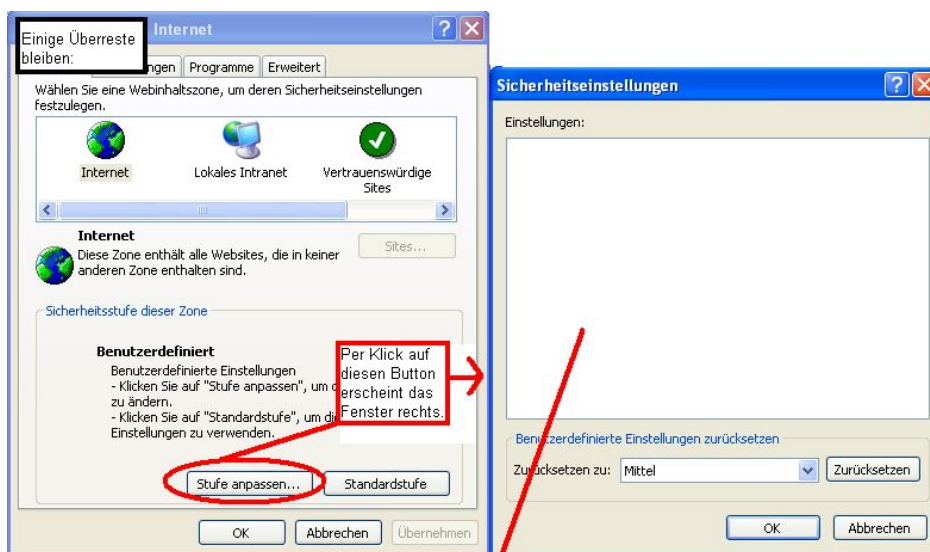 Einige Überreste
bleiben:
Internet
ngen
Programme
Erweitert
Wählen Sie eine Webinhaltszone, um deren Sicherheitseinstellungen
festzulegen.
Internet
Lokales Intranet
Vertrauenswürdige
Sites
Internet
Diese Zone enthält alle Websites, die in keiner
anderen Zone enthalten sind.
Sites...
Sicherheitsstufe dieser Zone
Benutzerdefiniert
Benutzerdefinierte Einstellungen
- Klicken Sie auf "Stufe anpassen", um
zu ändern.
- Klicken Sie auf "Standardstufe", um
Einstellungen zu verwenden.
Per Klick auf
diesen Button
erscheint das
Fenster rechts.
Stufe anpassen...
Standardstufe
OK
Abbrechen
Übernehmen
Sicherheitseinstellungen
Einstellungen:
Benutzerdefinierte Einstellungen zurücksetzen
Zurücksetzen zu:
Mittel
Zurücksetzen
OK
Abbrechen